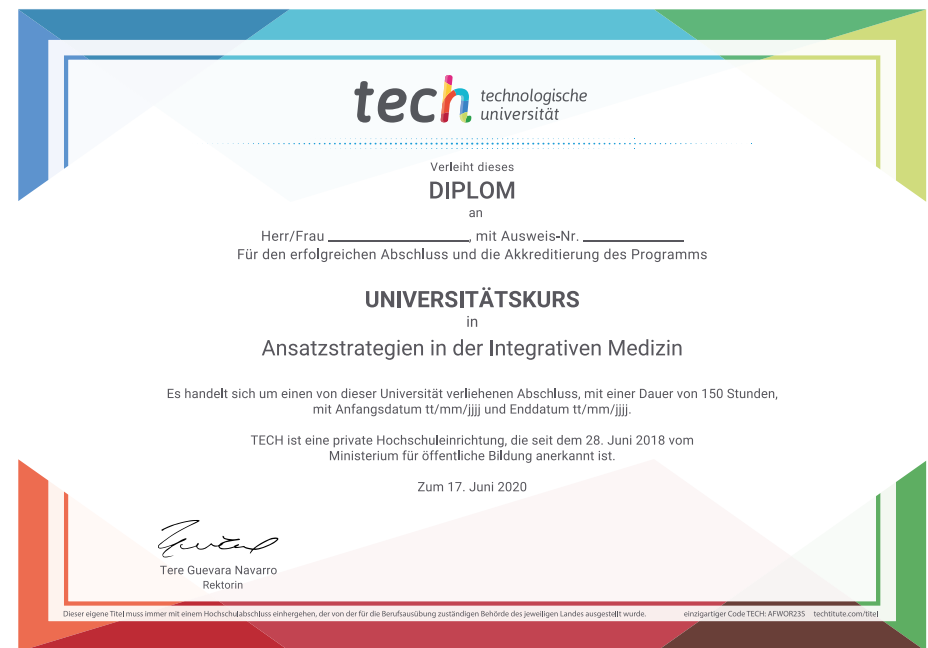 tech technologische
universität
Verleiht dieses
DIPLOM
an
Herr/Frau ____________________, mit Ausweis-Nr. ______________
Für den erfolgreichen Abschluss und die Akkreditierung des Programms
UNIVERSITÄTSKURS
in
Ansatzstrategien in der Integrativen Medizin
Es handelt sich um einen von dieser Universität verliehenen Abschluss, mit einer Dauer von 150 Stunden,
mit Anfangsdatum tt/mm/jjjj und Enddatum tt/mm/jjjj.
TECH ist eine private Hochschuleinrichtung, die seit dem 28. Juni 2018 vom
Ministerium für öffentliche Bildung anerkannt ist.
Zum 17. Juni 2020
Tere Guevara Navarro
Rektorin
Dieser eigene Titel muss immer mit einem Hochschulabschluss einhergehen, der von der für die Berufsausübung zuständigen Behörde des jeweiligen Landes ausgestellt wurde. einzigartiger Code TECH: AFWOR23S techtitute.com/titel